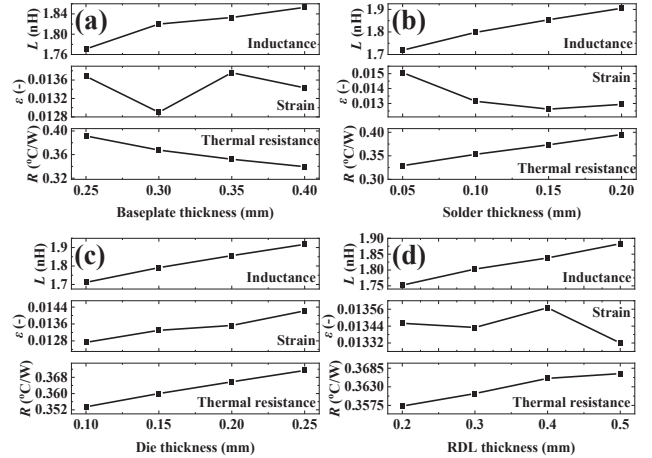 (a)
L (nH)
1.84
1.80
1.76
Inductance
ε (-)
0.0136
0.0132
0.0128
Strain
R (°C/W)
0.40
0.36
0.32
Thermal resistance
0.25 0.30 0.35 0.40
Baseplate thickness (mm)
(b)
L (nH)
1.9
1.8
1.7
Inductance
ε (-)
0.015
0.014
0.013
Strain
R (°C/W)
0.40
0.35
0.30
Thermal resistance
0.05 0.10 0.15 0.20
Solder thickness (mm)
(c)
L (nH)
1.9
1.8
1.7
Inductance
ε (-)
0.0144
0.0136
0.0128
Strain
R (°C/W)
0.368
0.360
0.352
Thermal resistance
0.10 0.15 0.20 0.25
Die thickness (mm)
(d)
L (nH)
1.90
1.85
1.80
1.75
Inductance
ε (-)
0.01356
0.01344
0.01332
Strain
R (°C/W)
0.3685
0.3630
0.3575
Thermal resistance
0.2 0.3 0.4 0.5
RDL thickness (mm)